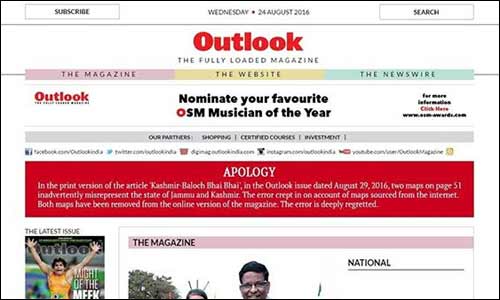 SUBSCRIBE
WEDNESDAY • 24 AUGUST 2016
SEARCH
Outlook
THE FULLY LOADED MAGAZINE
THE MAGAZINE
THE WEBSITE
THE NEWSWIRE
Outlook
THE FULLY LOADED MAGAZINE
Nominate your favourite
OSM Musician of the Year
for more
information
Click Here
www.osm-awards.com
OUR PARTNERS : SHOPPING | CERTIFIED COURSES | INVESTMENT |
facebook.com/Outlookindia twitter.com/outlookindia digimag.outlookindia.com instagram.com/outlookindia youtube.com/user/OutlookMagazine
APOLOGY
In the print version of the article 'Kashmir-Baloch Bhai Bhai', in the Outlook issue dated August 29, 2016, two maps on page 51
inadvertently misrepresent the state of Jammu and Kashmir. The error crept in on account of maps sourced from the internet.
Both maps have been removed from the online version of the magazine. The error is deeply regretted.
THE LATEST ISSUE
Outlook
MIGHT
OF THE
WEEK
THE MAGAZINE
NATIONAL